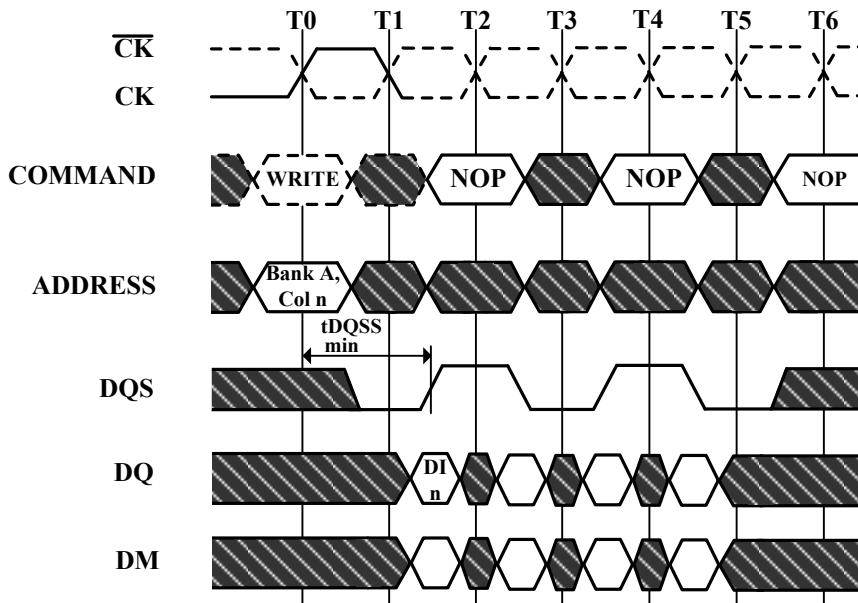 T0 T1 T2 T3 T4 T5 T6
CK
CK
COMMAND
WRITE NOP NOP NOP
ADDRESS
Bank A,
Col n
tDQSS
min
DQS
DQ
DI
n
DM